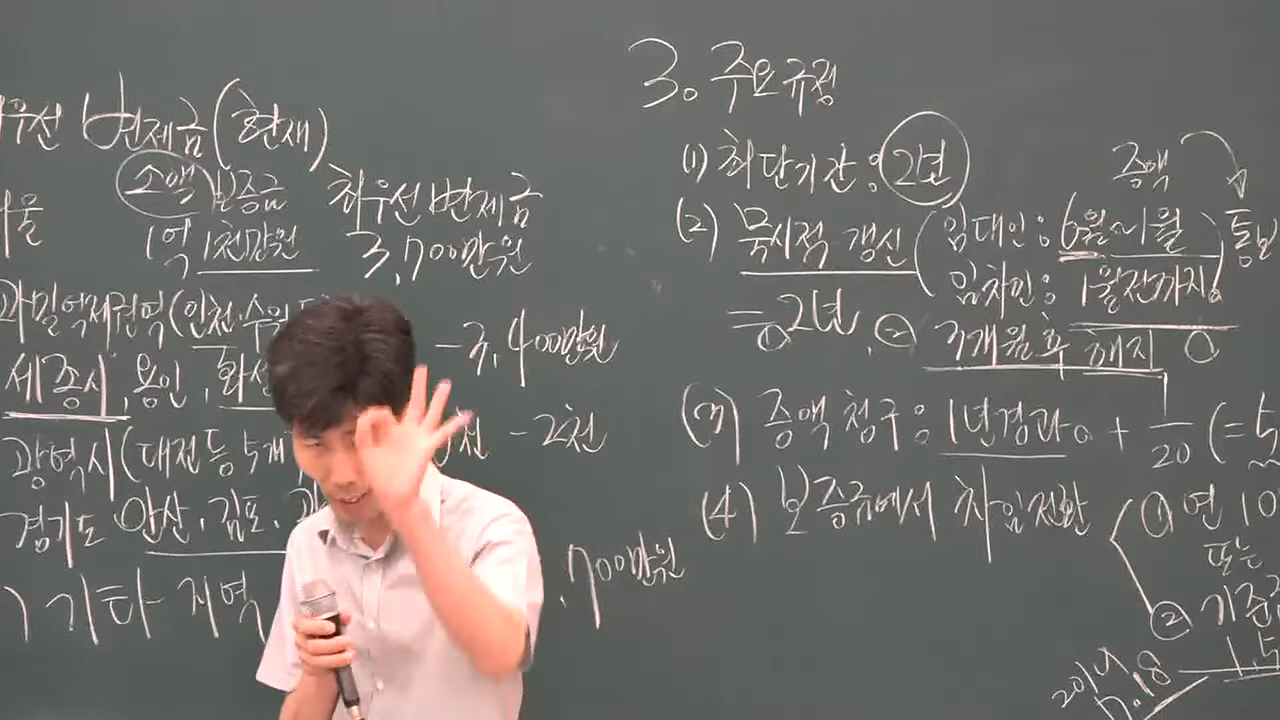 우선 변제금(현재)
소액 보증금 최우선변제금
1억 1천만원 3,700만원
과밀억제권역(인천.수원
- 3,400만원
세종시, 용인, 화성
광역시(대전등 5개
천 - 2천
경기도 안산, 김포,
,700만원
기타 지역
3. 주요규정
(1) 최단기간 : 2년
증액
(2) 묵시적 갱신 (임대인 : 6월~1월) 통보
임차인 : 1월전까지
= 2년, 3개월후 해지
(3) 증액 청구 : 1년경과 + 1/20 (= 5
(4) 보증금에서 차임전환
① 연 10
또는
② 기준
2019.
7.18 1.5